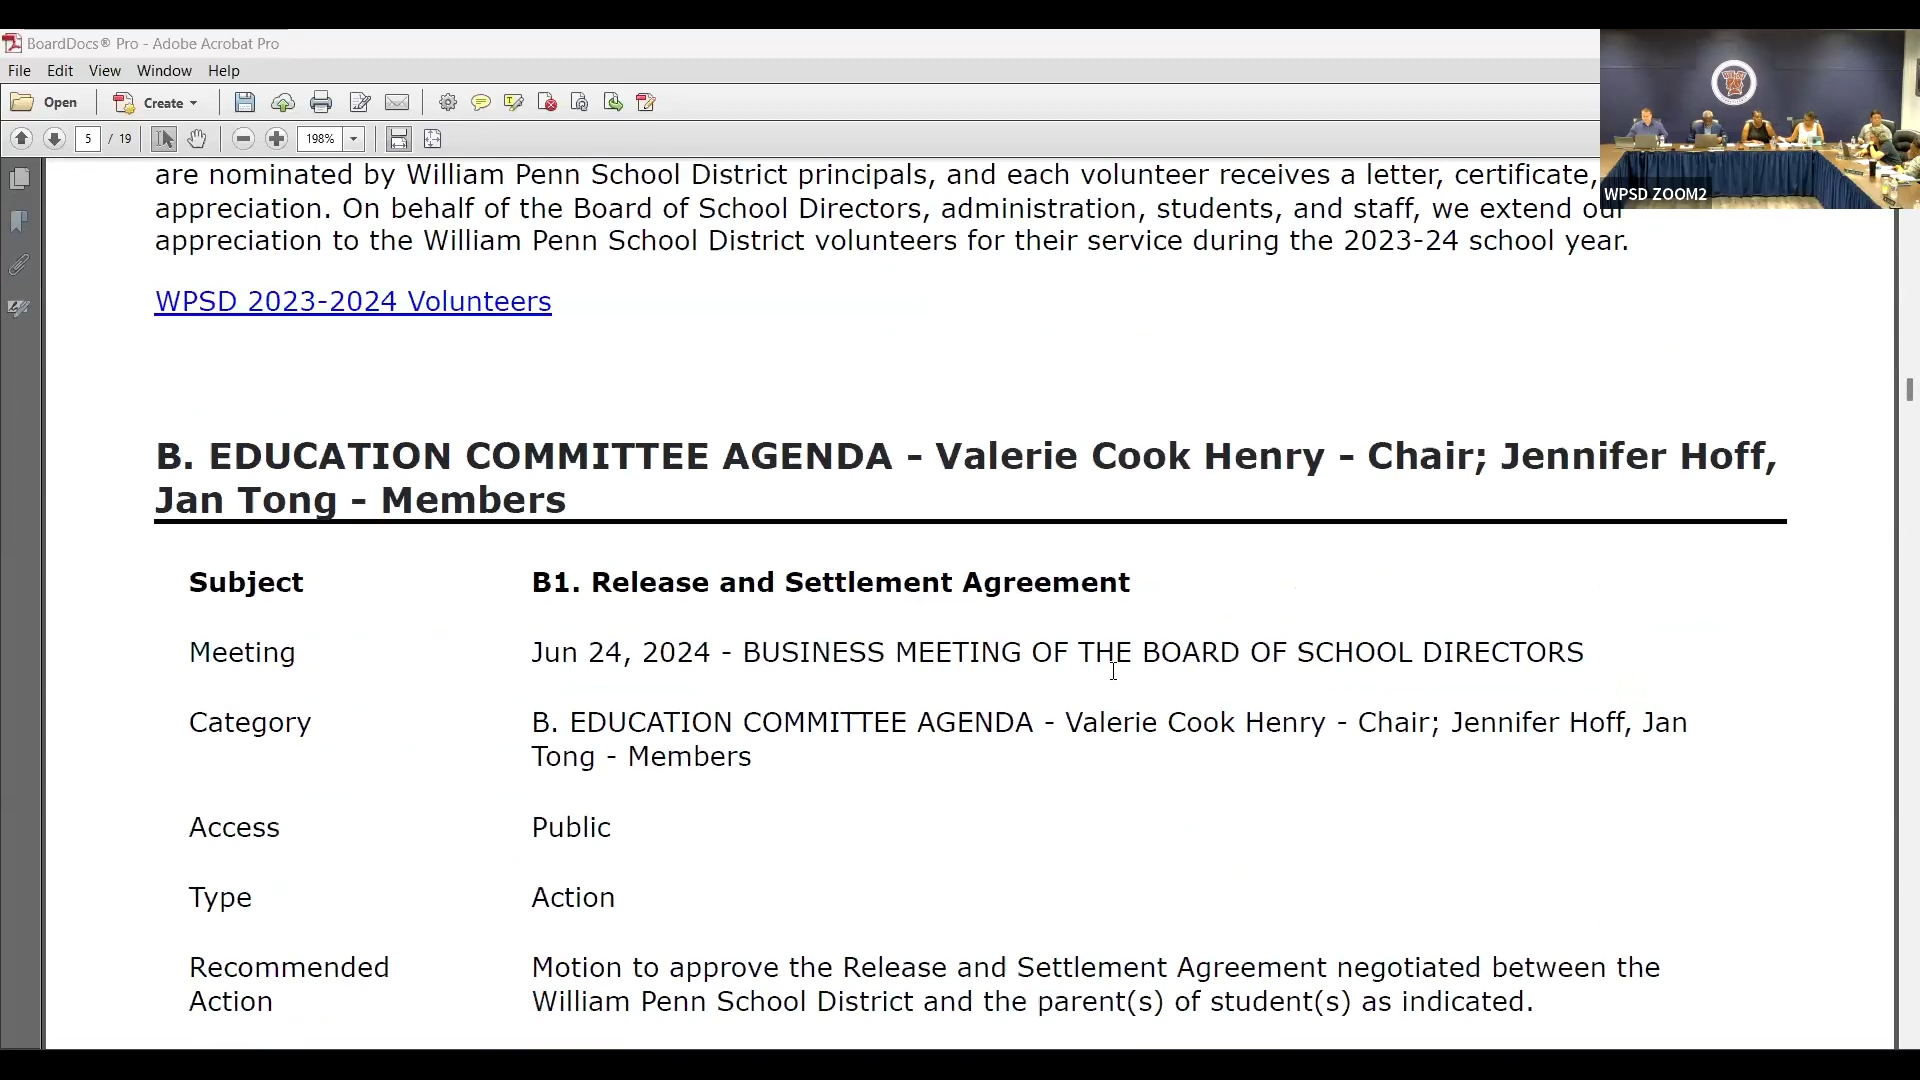 BoardDocs® Pro - Adobe Acrobat Pro
File Edit View Window Help
Open Create
5 / 19 198%
are nominated by William Penn School District principals, and each volunteer receives a letter, certificate,
appreciation. On behalf of the Board of School Directors, administration, students, and staff, we extend our
appreciation to the William Penn School District volunteers for their service during the 2023-24 school year.
WPSD ZOOM2
WPSD 2023-2024 Volunteers
B. EDUCATION COMMITTEE AGENDA - Valerie Cook Henry - Chair; Jennifer Hoff,
Jan Tong - Members
Subject B1. Release and Settlement Agreement
Meeting Jun 24, 2024 - BUSINESS MEETING OF THE BOARD OF SCHOOL DIRECTORS
Category B. EDUCATION COMMITTEE AGENDA - Valerie Cook Henry - Chair; Jennifer Hoff, Jan
Tong - Members
Access Public
Type Action
Recommended Motion to approve the Release and Settlement Agreement negotiated between the
Action William Penn School District and the parent(s) of student(s) as indicated.